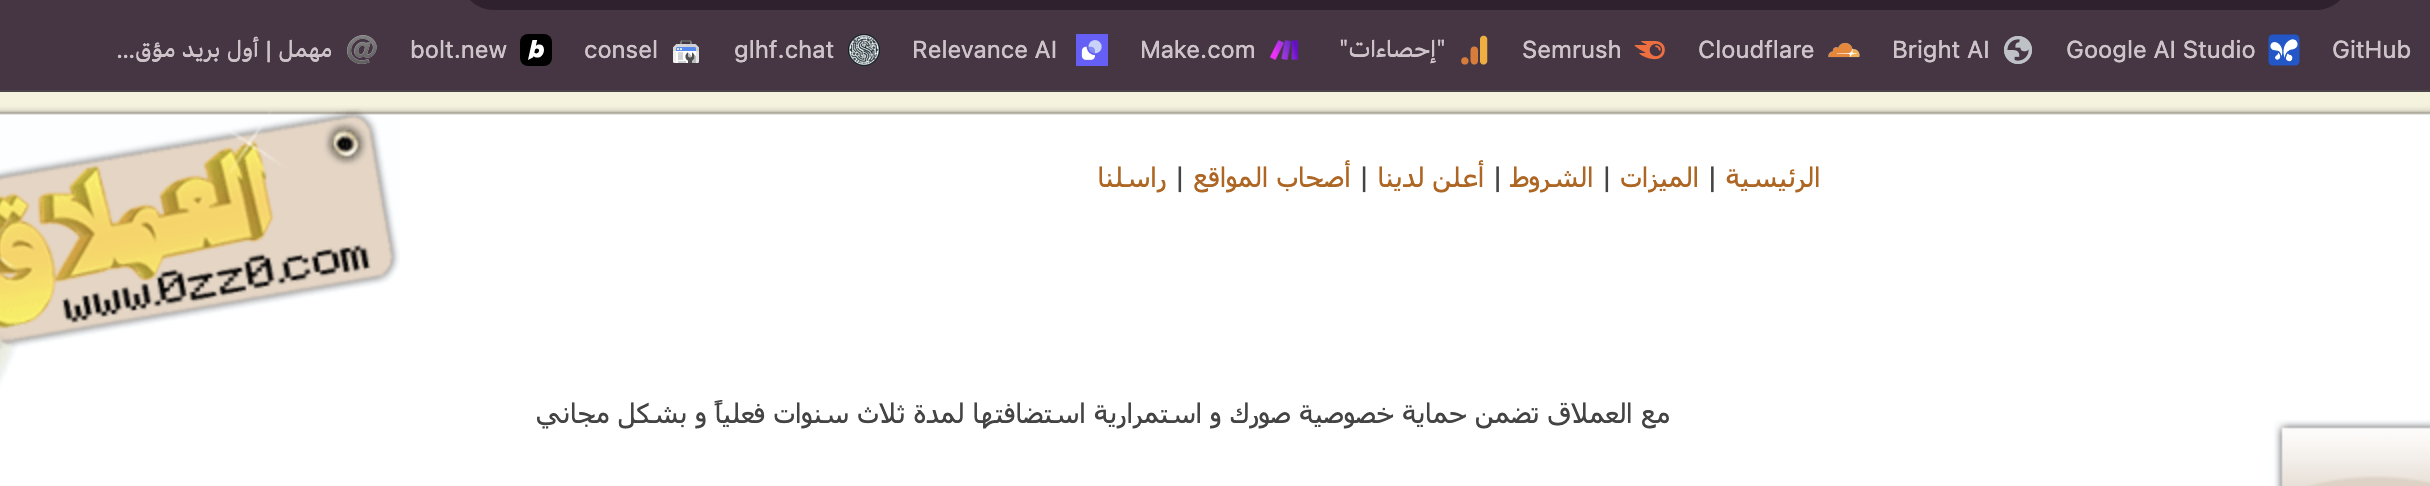 GitHub
Google AI Studio
Bright AI
Cloudflare
Semrush
"إحصاءات"
Make.com
Relevance AI
glhf.chat
consel
bolt.new
مهمل | أول بريد مؤق...
العملاق
www.0zz0.com
الرئيسية | الميزات | الشروط | أعلن لدينا | أصحاب المواقع | راسلنا
مع العملاق تضمن حماية خصوصية صورك و استمرارية استضافتها لمدة ثلاث سنوات فعلياً و بشكل مجاني